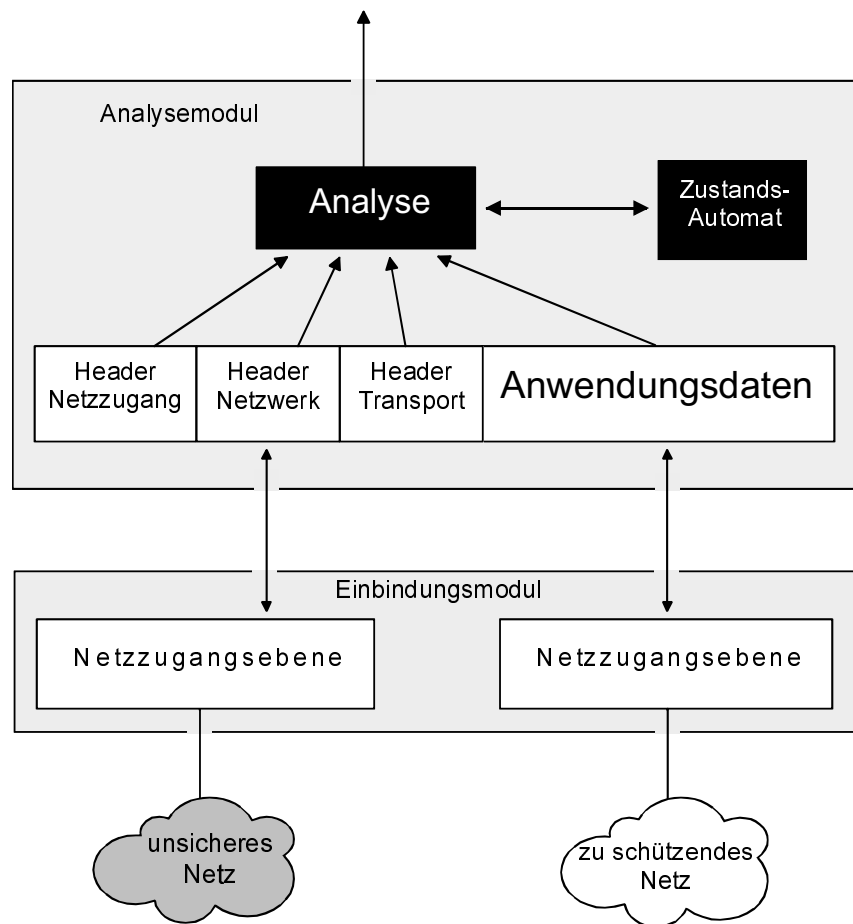 Analysemodul
Analyse
Zustands-
Automat
Header
Netzzugang
Header
Netzwerk
Header
Transport
Anwendungsdaten
Einbindungsmodul
Netzzugangsebene
Netzzugangsebene
unsicheres
Netz
zu schützendes
Netz